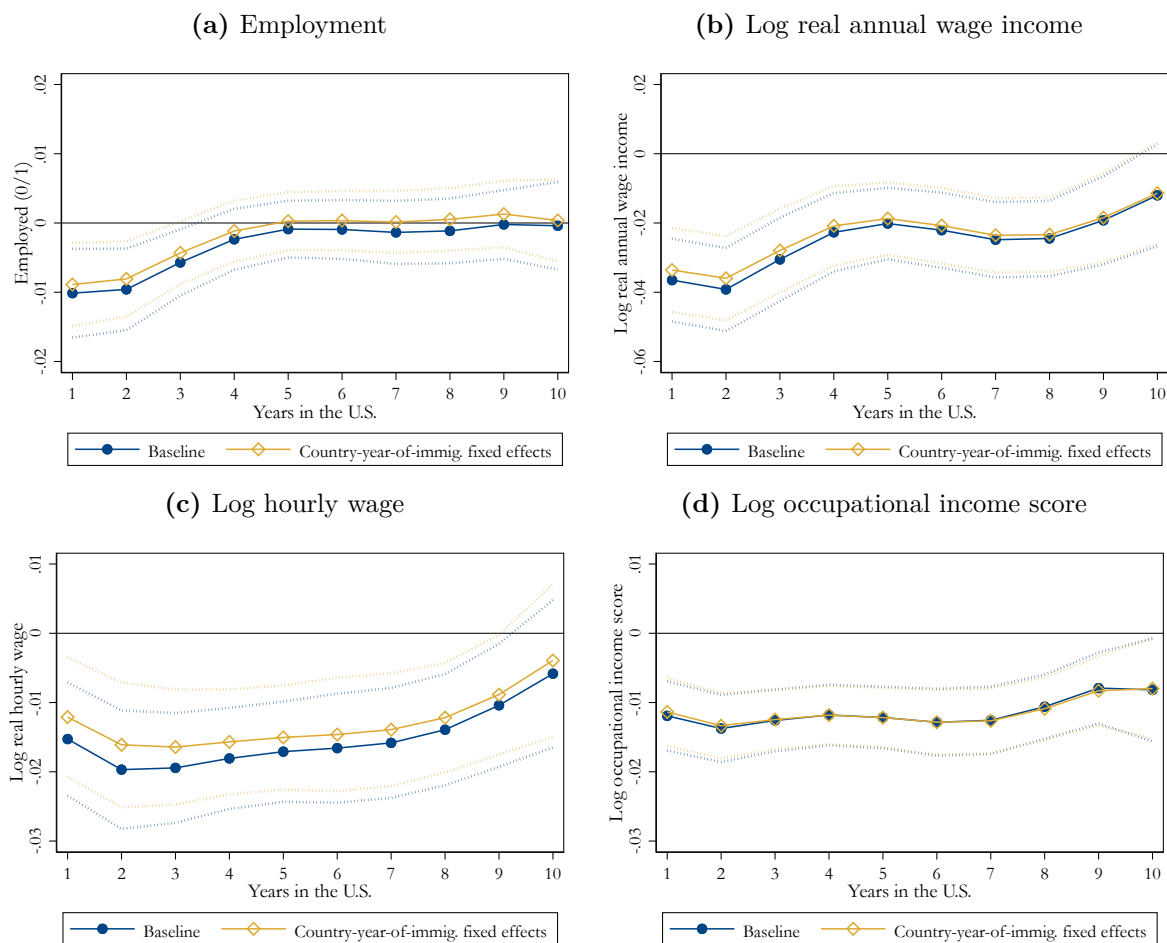 (a) Employment
Employed (0/1)
.02
.01
0
-.01
-.02
1 2 3 4 5 6 7 8 9 10
Years in the U.S.
Baseline Country-year-of-immig. fixed effects
(b) Log real annual wage income
Log real annual wage income
.02
0
-.02
-.04
-.06
1 2 3 4 5 6 7 8 9 10
Years in the U.S.
Baseline Country-year-of-immig. fixed effects
(c) Log hourly wage
Log real hourly wage
.01
0
-.01
-.02
-.03
1 2 3 4 5 6 7 8 9 10
Years in the U.S.
Baseline Country-year-of-immig. fixed effects
(d) Log occupational income score
Log occupational income score
.01
0
-.01
-.02
-.03
1 2 3 4 5 6 7 8 9 10
Years in the U.S.
Baseline Country-year-of-immig. fixed effects